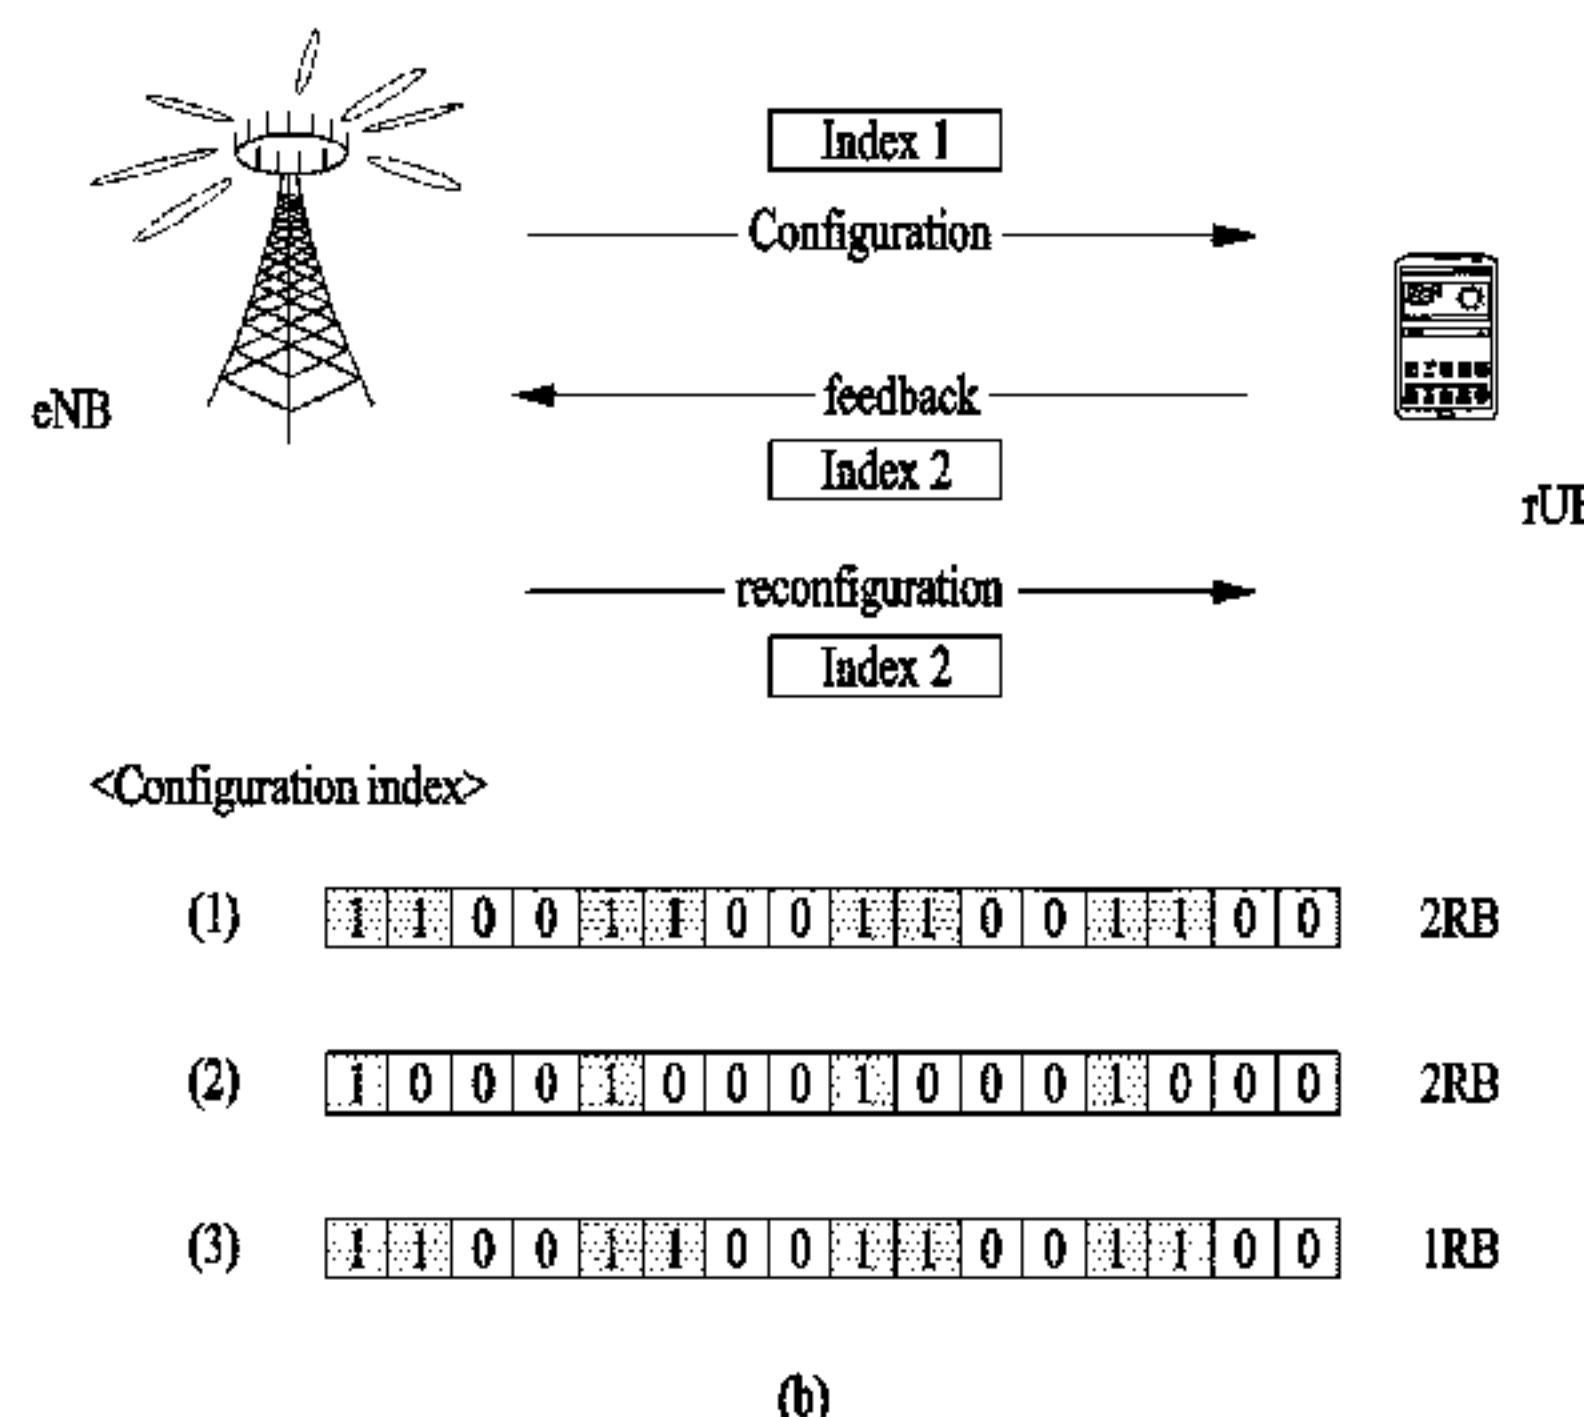 Index 1
Configuration
feedback
eNB
Index 2
rUE
reconfiguration
Index 2
<Configuration index>
(1) 1 1 0 0 1 1 0 0 1 1 0 0 1 1 0 0 2RB
(2) 1 0 0 0 1 0 0 0 1 0 0 0 1 0 0 0 2RB
(3) 1 1 0 0 1 1 0 0 1 1 0 0 1 1 0 0 1RB
(b)